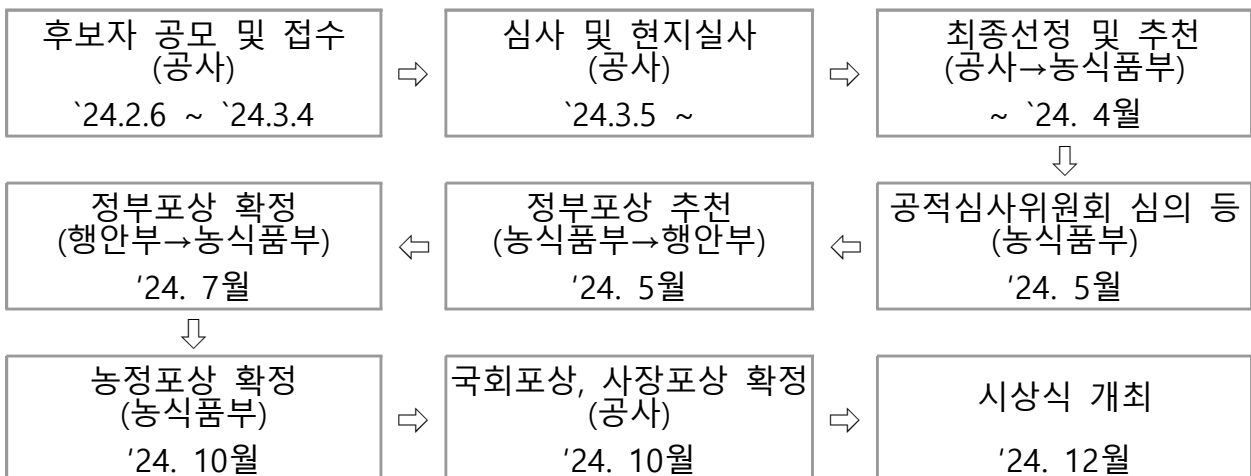 후보자 공모 및 접수
(공사)
`24.2.6 ~ `24.3.4
⇨
심사 및 현지실사
(공사)
`24.3.5 ~
⇨
최종선정 및 추천
(공사→농식품부)
~ `24. 4월
⇩
공적심사위원회 심의 등
(농식품부)
'24. 5월
⇦
정부포상 추천
(농식품부→행안부)
'24. 5월
⇦
정부포상 확정
(행안부→농식품부)
'24. 7월
⇩
농정포상 확정
(농식품부)
'24. 10월
⇨
국회포상, 사장포상 확정
(공사)
'24. 10월
⇨
시상식 개최
'24. 12월